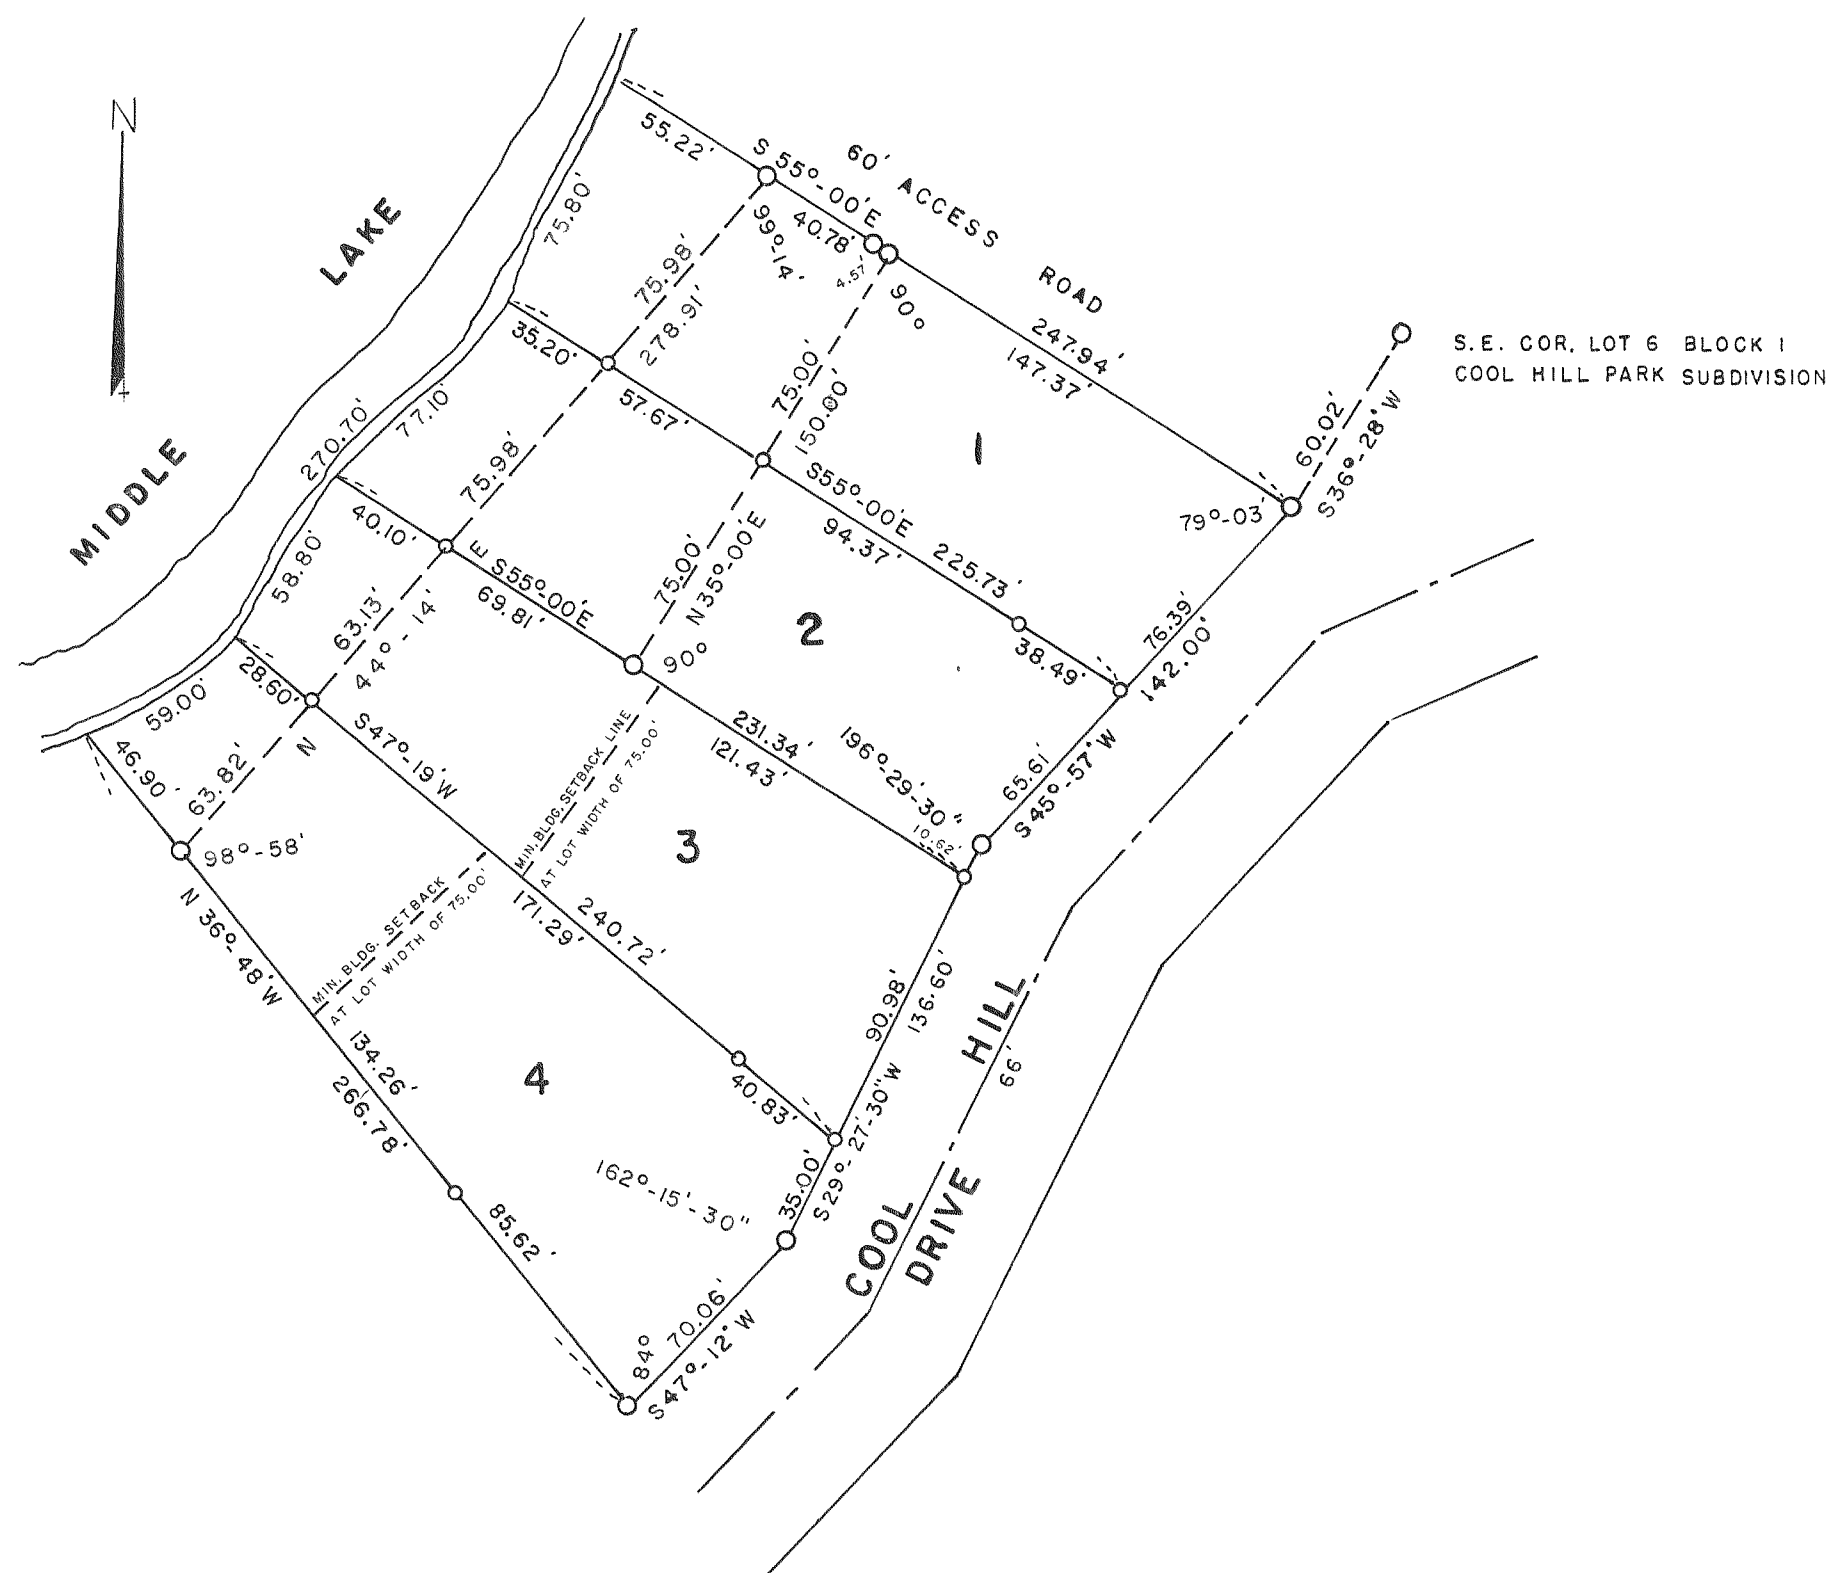 N
MIDDLE LAKE
55.22'
S 55°-00'E
60' ACCESS ROAD
75.80'
40.78'
99°-14'
4.57'
90°
75.98'
278.91'
35.20'
247.94'
147.37'
S.E. COR. LOT 6 BLOCK 1
COOL HILL PARK SUBDIVISION
60.02'
S36°-28'W
57.67'
75.00'
150.00'
1
77.10'
270.70'
79°-03'
75.98'
S55°-00'E
94.37'
225.73'
40.10'
75.00'
N35°-00'E
58.80'
E
S55°-00'E
69.81'
63.13'
44°-14'
2
38.49'
76.39'
142.00'
90°
28.60'
59.00'
N
S47°-19'W
46.90'
63.82'
MIN. BLDG. SETBACK LINE
AT LOT WIDTH OF 75.00'
231.34'
121.43'
196°-29'-30"
65.61'
S45°-57'W
10.62'
3
98°-58'
MIN. BLDG. SETBACK
AT LOT WIDTH OF 75.00'
N 36°-48'W
171.29'
240.72'
90.98'
136.60'
134.26'
266.78'
4
40.83'
HILL
66'
S 29°-27'-30"W
162°-15'-30"
35.00'
COOL
DRIVE
85.62'
84°
70.06'
S47°-12'W